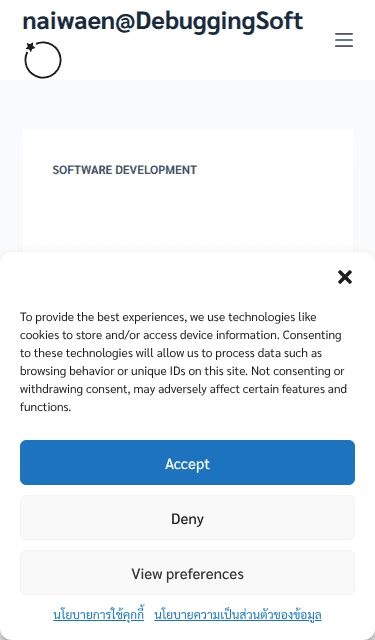 naiwaen@DebuggingSoft
SOFTWARE DEVELOPMENT
To provide the best experiences, we use technologies like
cookies to store and/or access device information. Consenting
to these technologies will allow us to process data such as
browsing behavior or unique IDs on this site. Not consenting or
withdrawing consent, may adversely affect certain features and
functions.
Accept
Deny
View preferences
นโยบายการใช้คุกกี้ นโยบายความเป็นส่วนตัวของข้อมูล